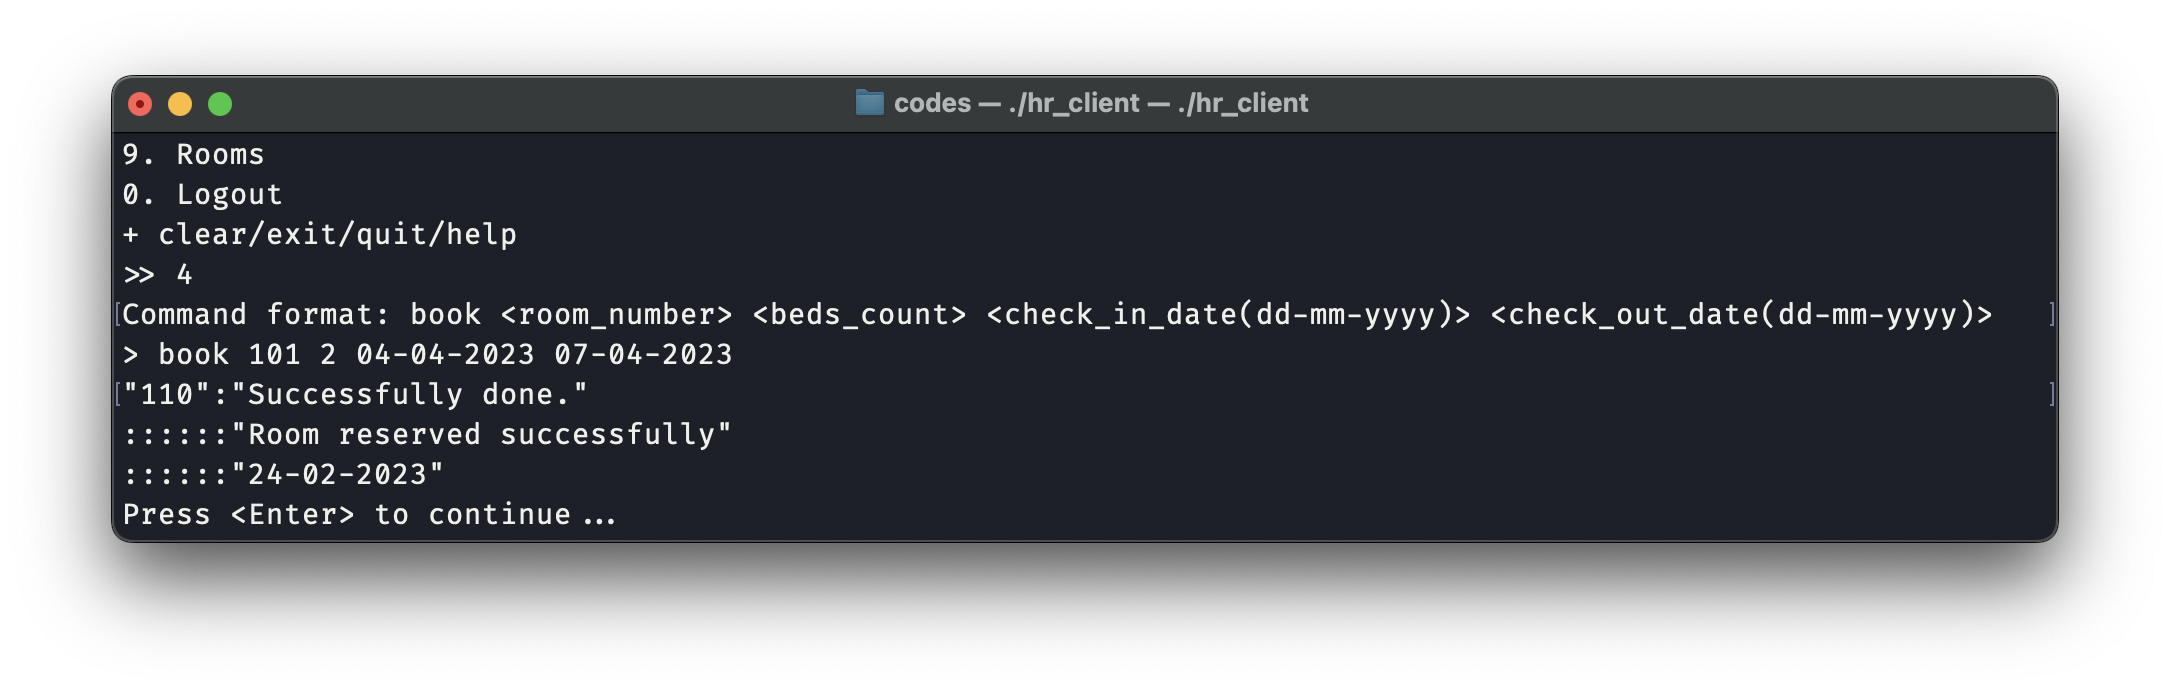 codes — ./hr_client — ./hr_client
9. Rooms
0. Logout
+ clear/exit/quit/help
>> 4
[Command format: book <room_number> <beds_count> <check_in_date(dd-mm-yyyy)> <check_out_date(dd-mm-yyyy)> ]
> book 101 2 04-04-2023 07-04-2023
["110":"Successfully done." ]
::::::"Room reserved successfully"
::::::"24-02-2023"
Press <Enter> to continue...